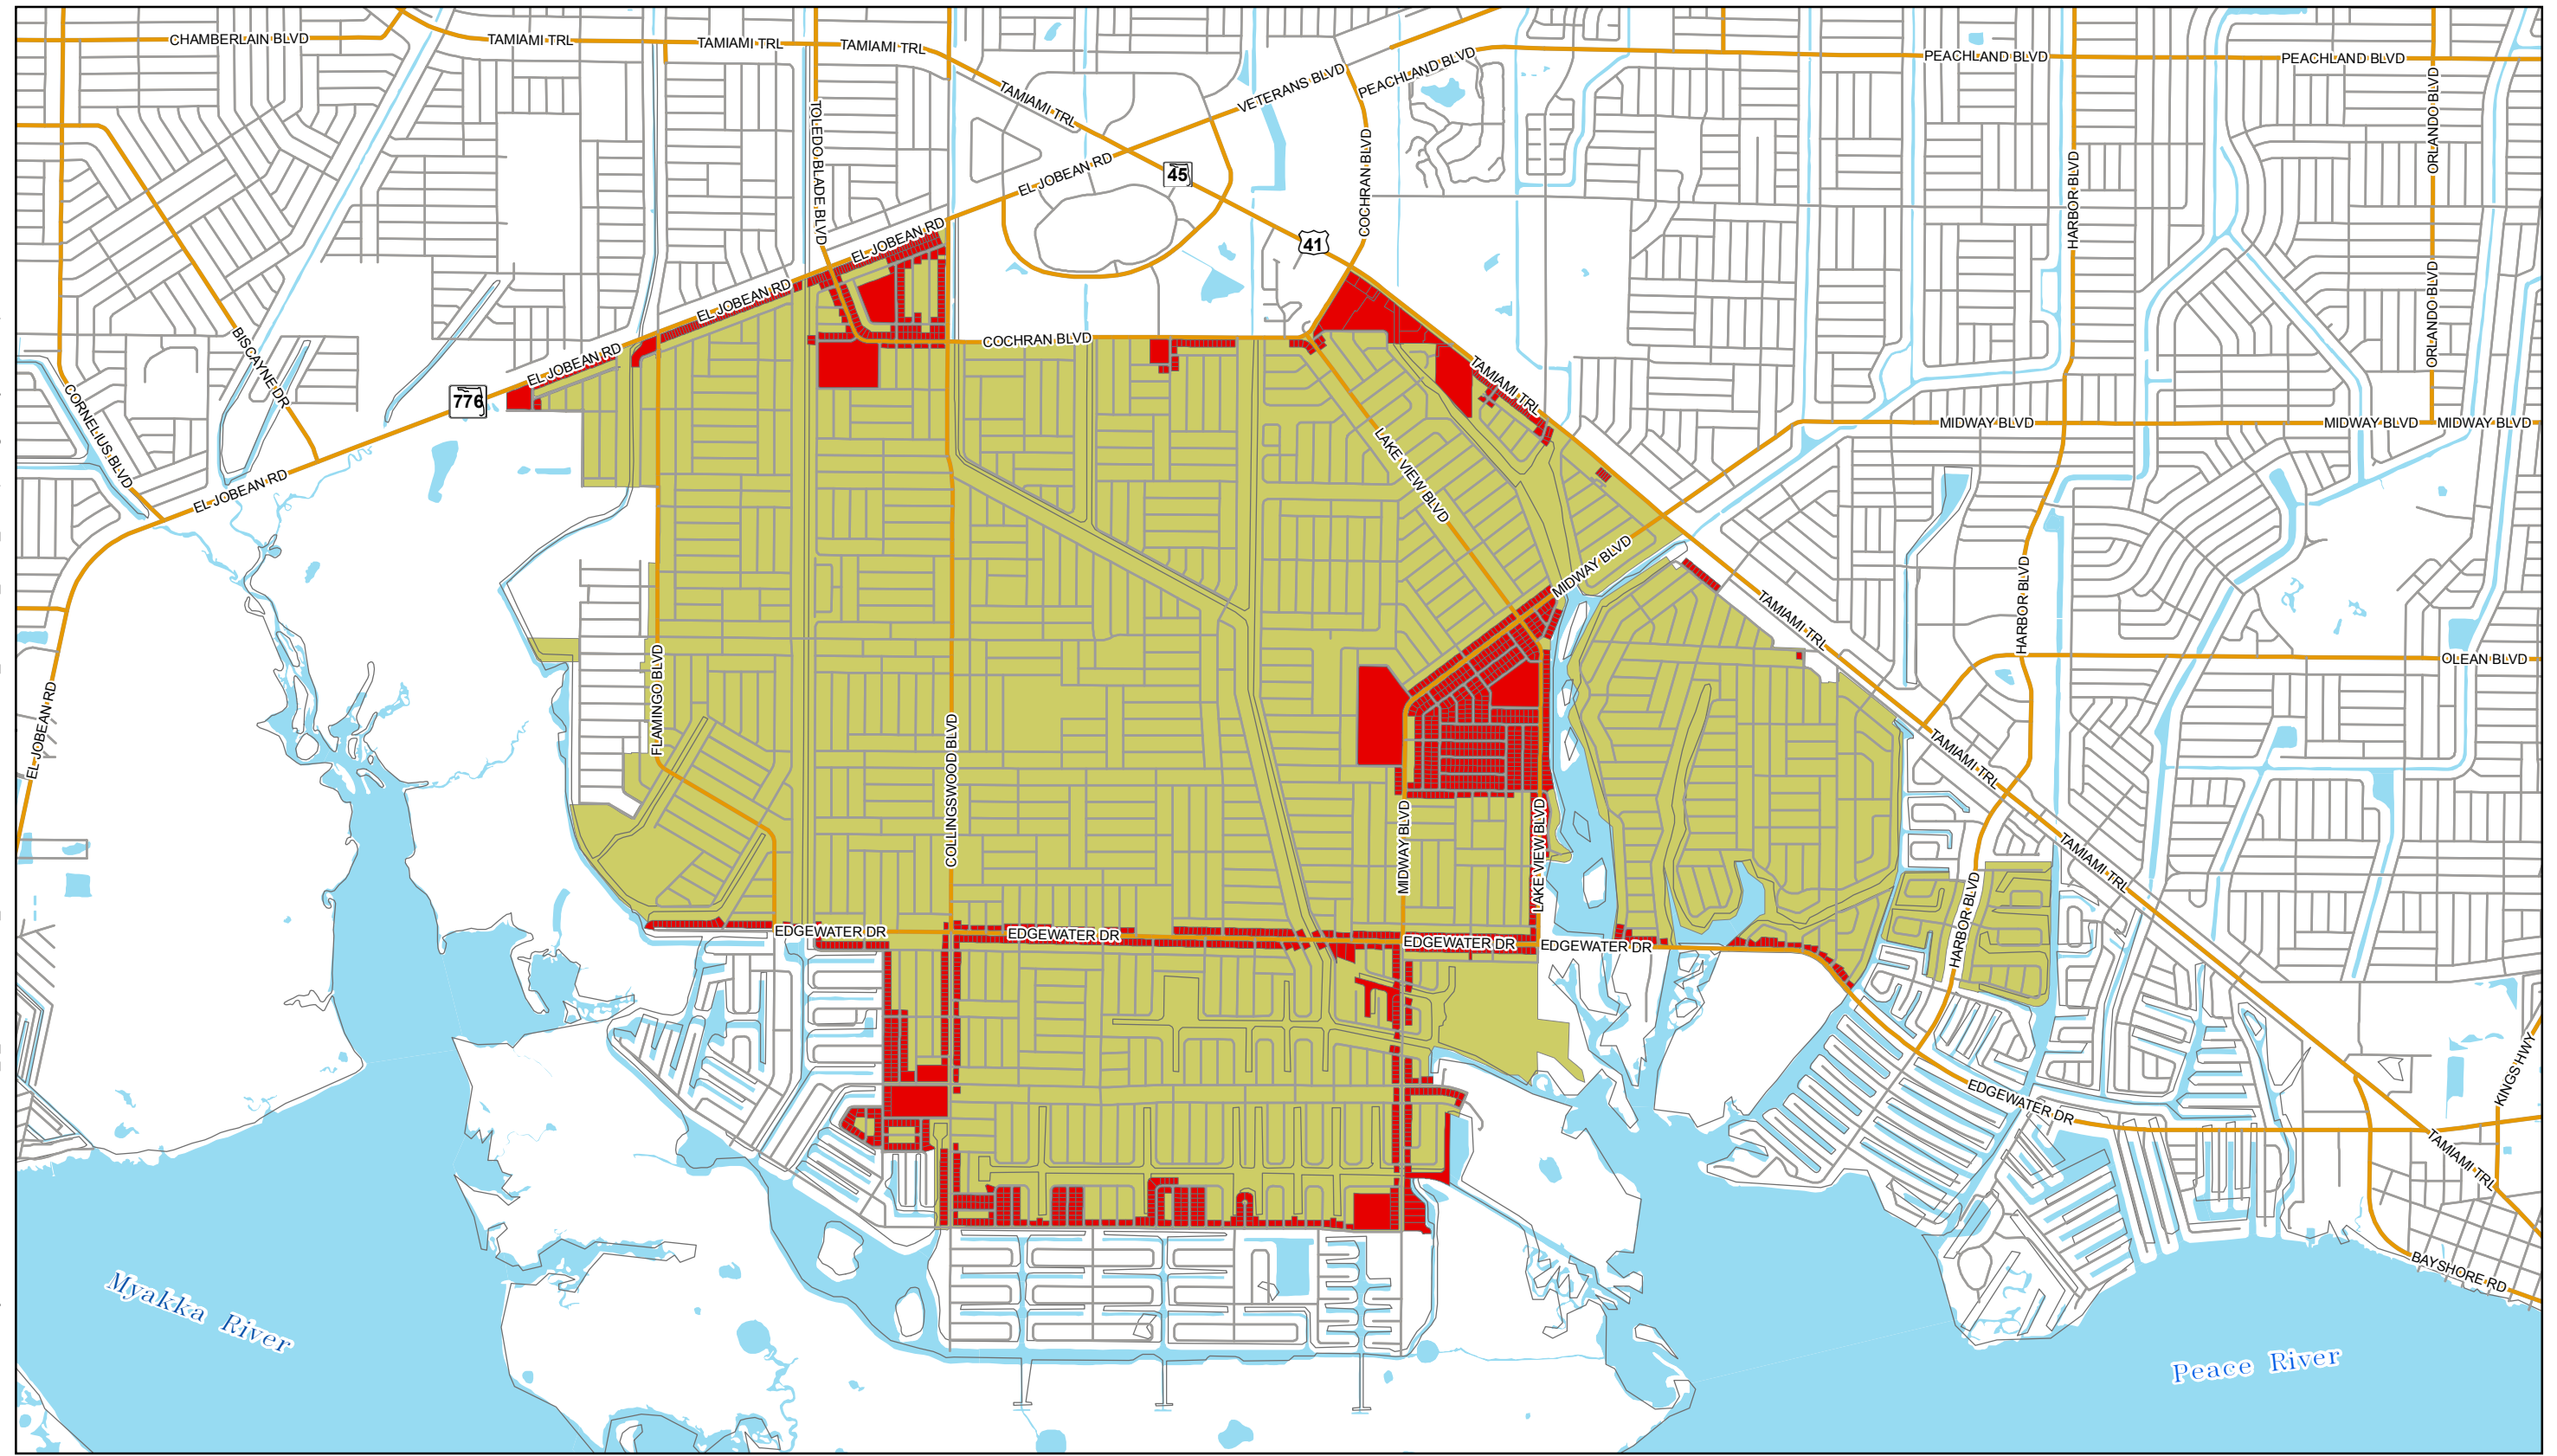 CHAMBERLAIN BLVD
TAMIAMI TRL
TAMIAMI TRL
TAMIAMI TRL
PEACHLAND BLVD
PEACHLAND BLVD
PEACHLAND BLVD
VETERANS BLVD
TAMIAMI TRL
TOLEDO BLADE BLVD
ORLANDO BLVD
COCHRAN BLVD
HARBOR BLVD
EL JOBEAN RD
45
EL JOBEAN RD
41
EL JOBEAN RD
ORLANDO BLVD
COCHRAN BLVD
BISCAYNE DR
EL JOBEAN RD
TAMIAMI TRL
776
CORNELIUS BLVD
MIDWAY BLVD
MIDWAY BLVD
MIDWAY BLVD
LAKE VIEW BLVD
EL JOBEAN RD
MIDWAY BLVD
HARBOR BLVD
TAMIAMI TRL
OLEAN BLVD
FLAMINGO BLVD
EL JOBEAN RD
COLLINGSWOOD BLVD
TAMIAMI TRL
MIDWAY BLVD
LAKE VIEW BLVD
TAMIAMI TRL
HARBOR BLVD
EDGEWATER DR
EDGEWATER DR
EDGEWATER DR
EDGEWATER DR
KINGS HWY
EDGEWATER DR
TAMIAMI TRL
BAYSHORE RD
Myakka River
Peace River